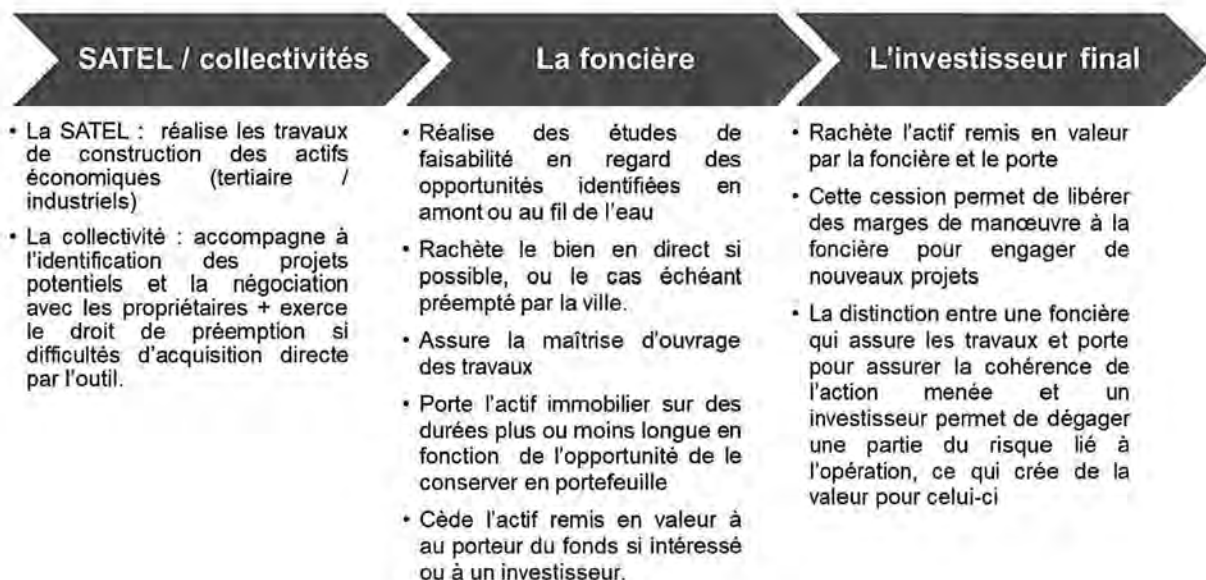 SATEL / collectivités
• La SATEL : réalise les travaux
de construction des actifs
économiques (tertiaire /
industriels)
• La collectivité : accompagne à
l'identification des projets
potentiels et la négociation
avec les propriétaires + exerce
le droit de préemption si
difficultés d'acquisition directe
par l'outil.
La foncière
• Réalise des études de
faisabilité en regard des
opportunités identifiées en
amont ou au fil de l'eau
• Rachète le bien en direct si
possible, ou le cas échéant
préempté par la ville.
• Assure la maîtrise d'ouvrage
des travaux
• Porte l'actif immobilier sur des
durées plus ou moins longue en
fonction de l'opportunité de le
conserver en portefeuille
• Cède l'actif remis en valeur à
au porteur du fonds si intéressé
ou à un investisseur.
L'investisseur final
• Rachète l'actif remis en valeur
par la foncière et le porte
• Cette cession permet de libérer
des marges de manœuvre à la
foncière pour engager de
nouveaux projets
• La distinction entre une foncière
qui assure les travaux et porte
pour assurer la cohérence de
l'action menée et un
investisseur permet de dégager
une partie du risque lié à
l'opération, ce qui crée de la
valeur pour celui-ci